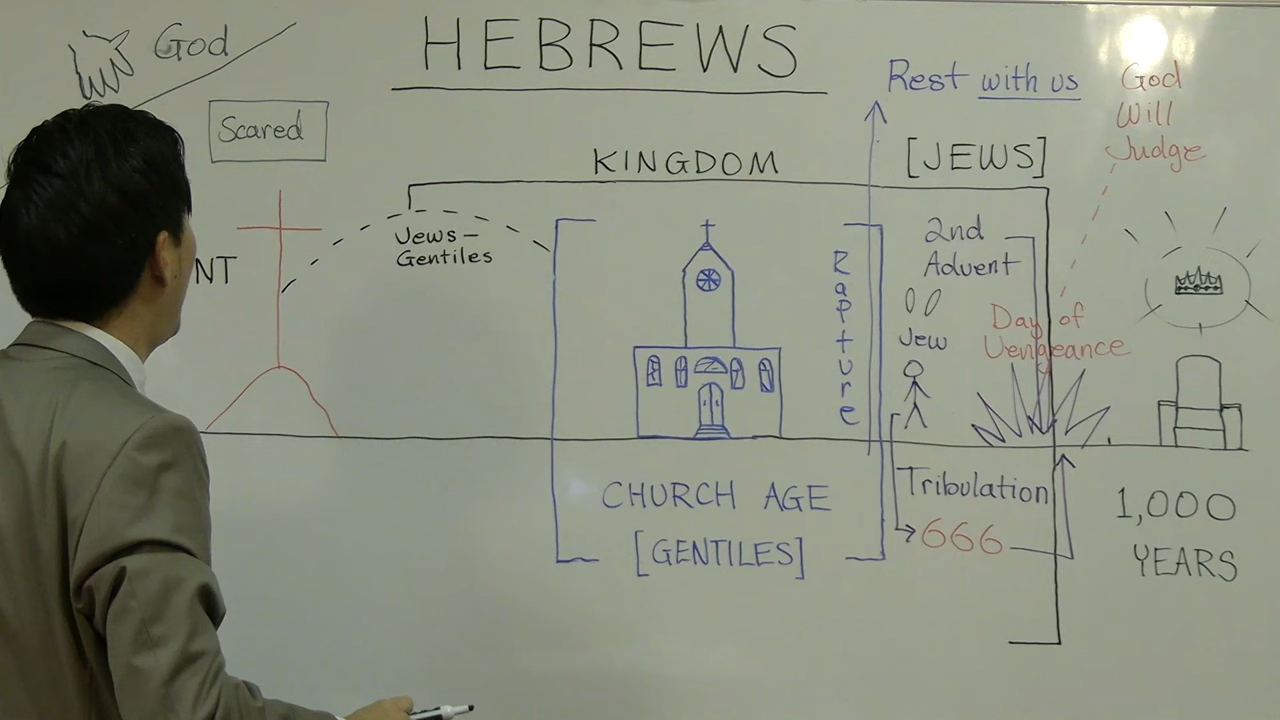 God
HEBREWS
Rest with us
God
Will
Judge
Scared
KINGDOM
[JEWS]
NT
Jews-
Gentiles
Rapture
2nd
Advent
Jew
Day of
Vengeance
CHURCH AGE
[GENTILES]
Tribulation
666
1,000
YEARS